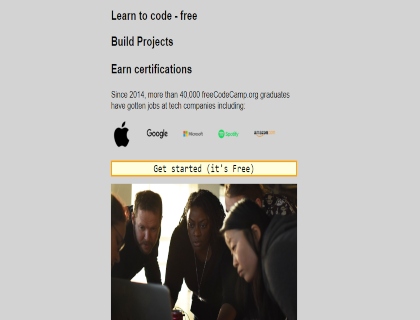 Learn to code - free
Build Projects
Earn certifications
Since 2014, more than 40,000 freeCodeCamp.org graduates
have gotten jobs at tech companies including:
Google Microsoft Spotify amazon
Get started (it's Free)